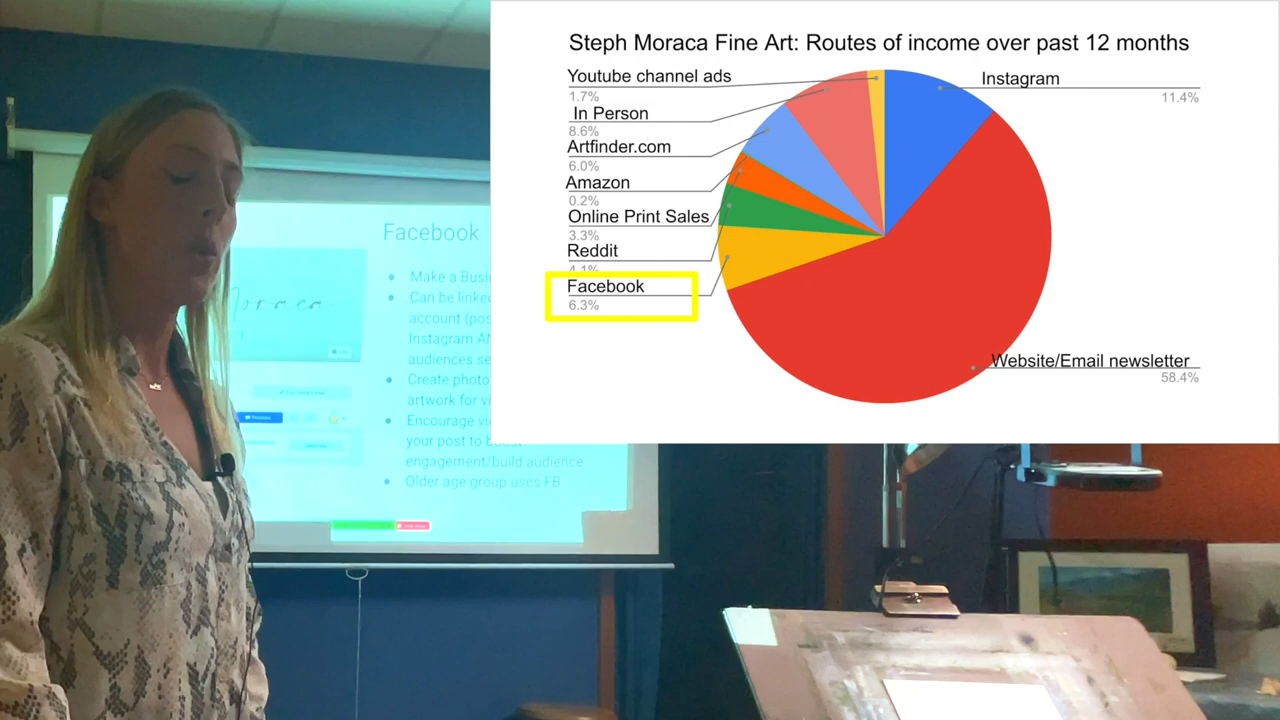 Steph Moraca Fine Art: Routes of income over past 12 months
Youtube channel ads
1.7%
In Person
8.6%
Artfinder.com
6.0%
Amazon
0.2%
Online Print Sales
3.3%
Reddit
4.1%
Facebook
6.3%
Instagram
11.4%
Website/Email newsletter
58.4%
Facebook
Make a Busi
Can be linke
account (pos
Instagram AN
audiences se
Create photo
artwork for vi
Encourage vi
your post to boost
engagement/build audience
Older age group uses FB